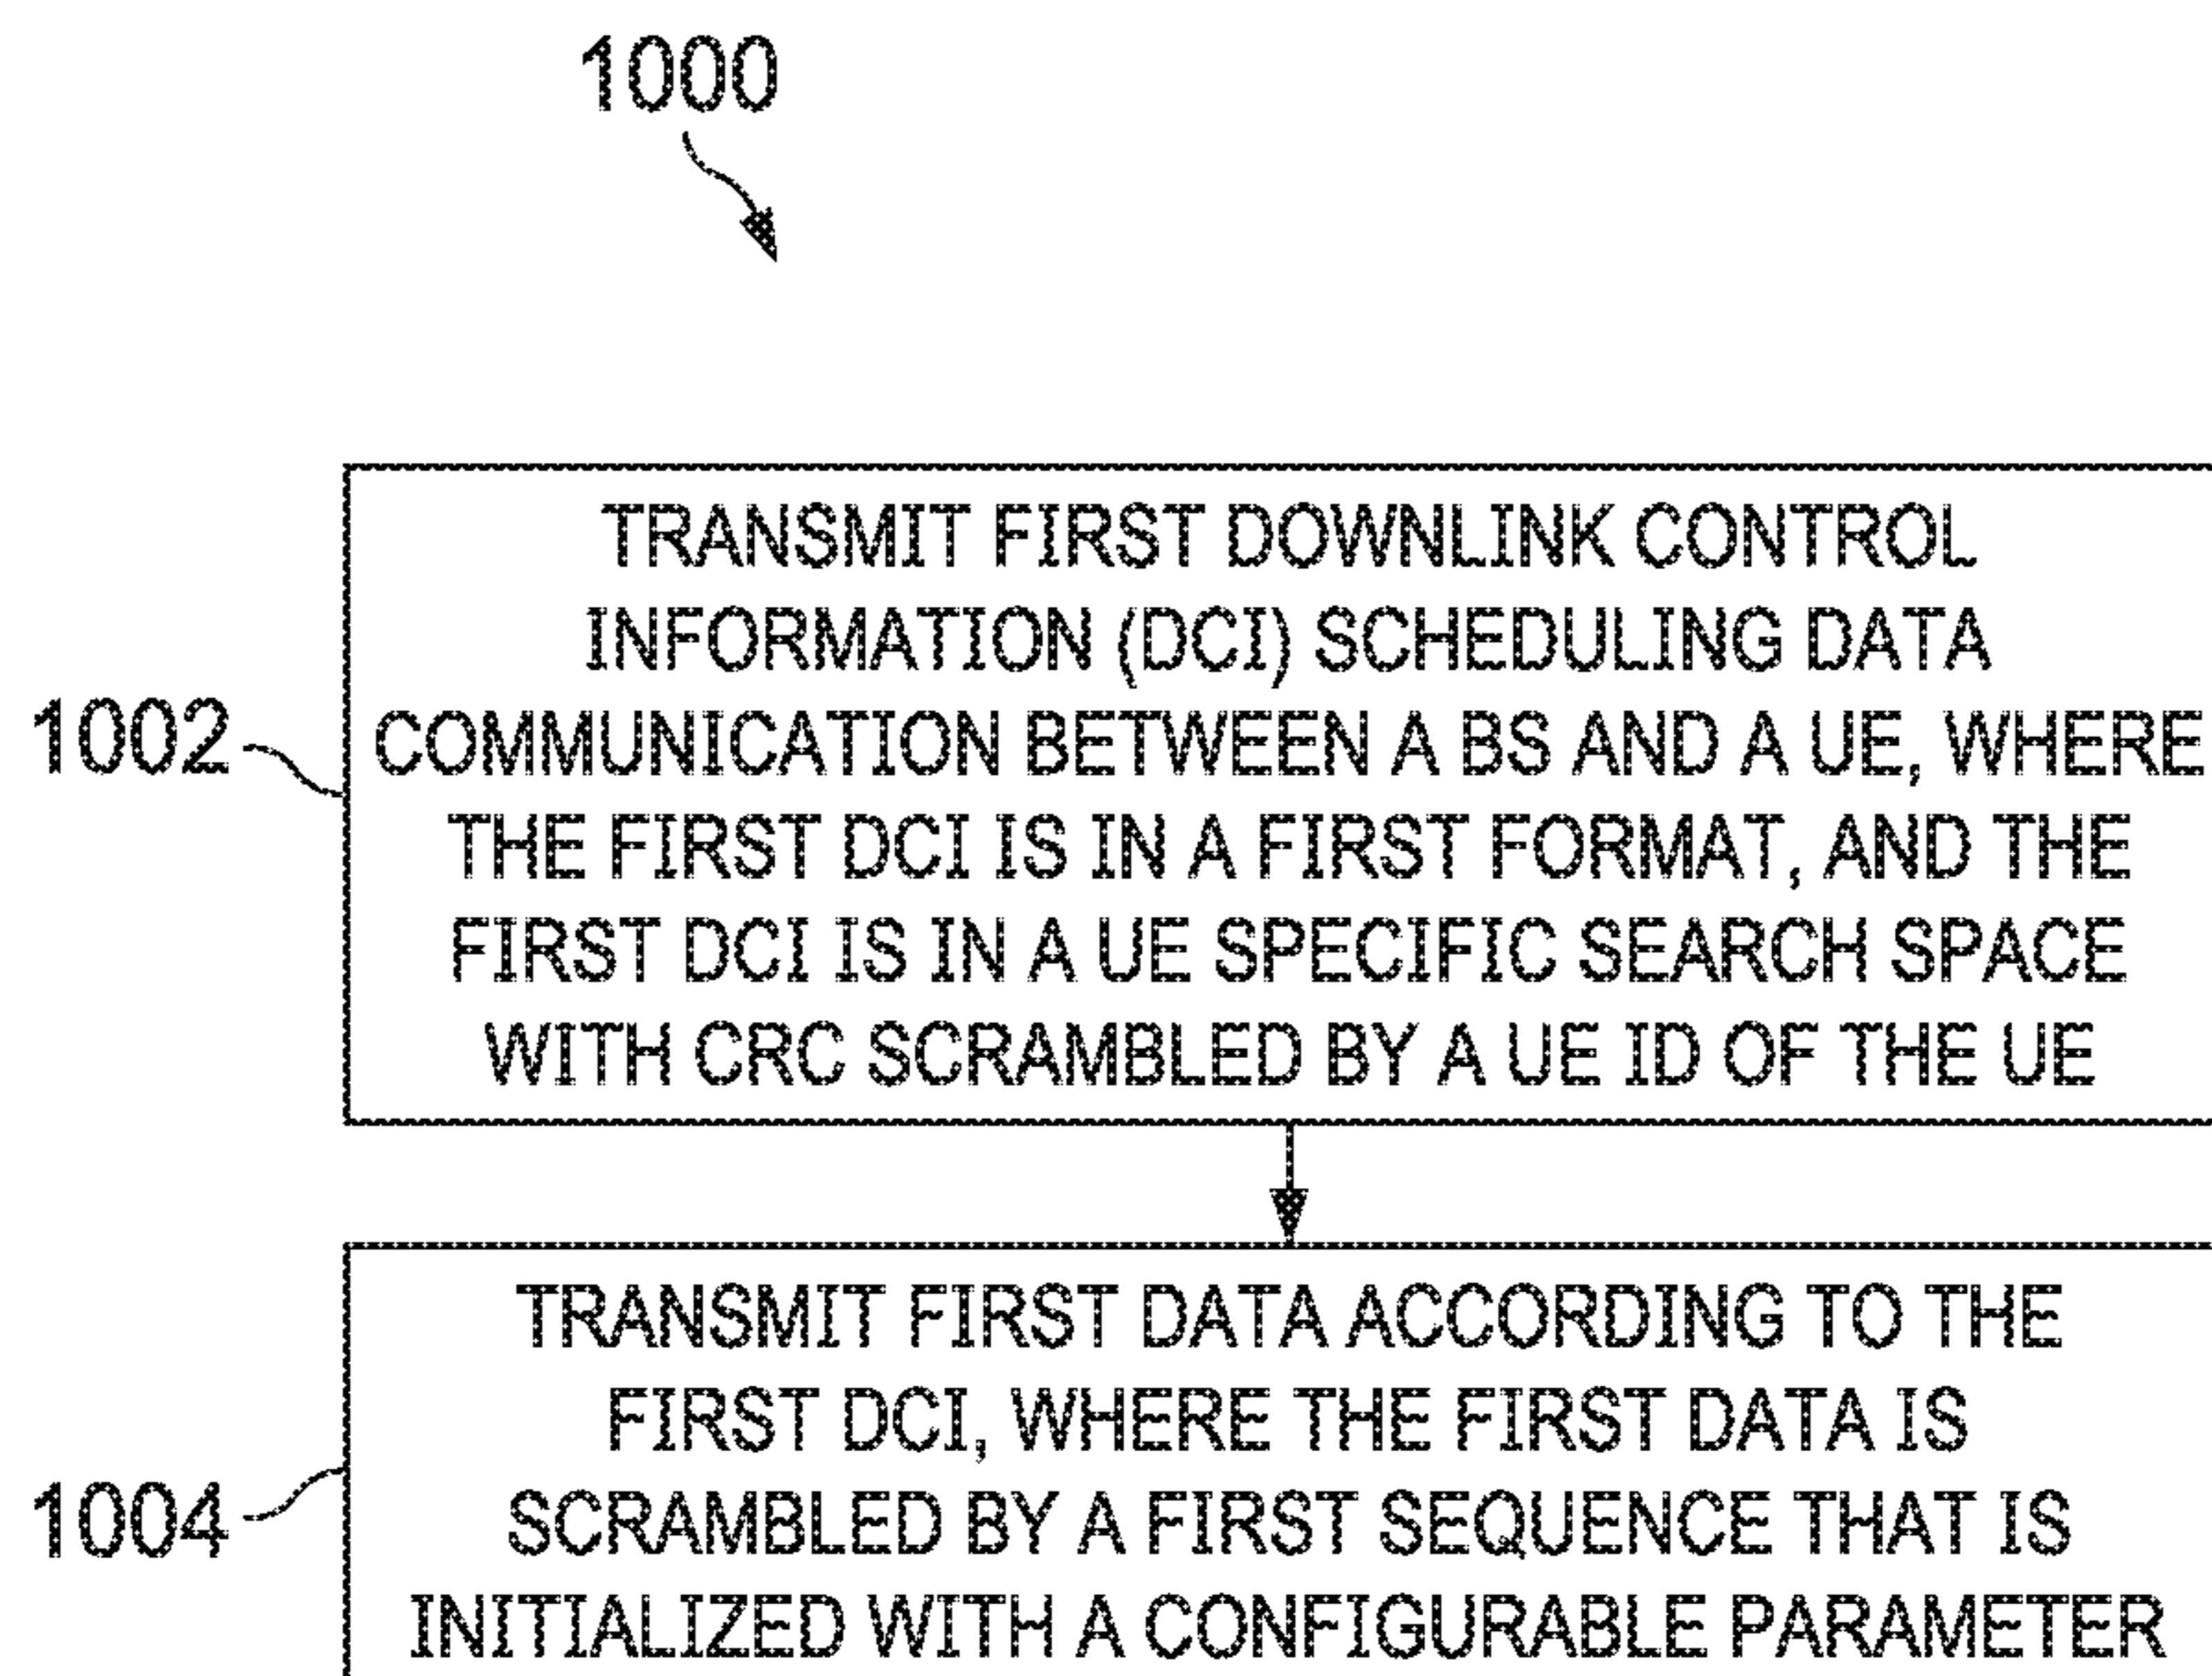 1000
TRANSMIT FIRST DOWNLINK CONTROL
INFORMATION (DCI) SCHEDULING DATA
1002
COMMUNICATION BETWEEN A BS AND A UE, WHERE
THE FIRST DCI IS IN A FIRST FORMAT, AND THE
FIRST DCI IS IN A UE SPECIFIC SEARCH SPACE
WITH CRC SCRAMBLED BY A UE ID OF THE UE
TRANSMIT FIRST DATA ACCORDING TO THE
FIRST DCI, WHERE THE FIRST DATA IS
1004
SCRAMBLED BY A FIRST SEQUENCE THAT IS
INITIALIZED WITH A CONFIGURABLE PARAMETER